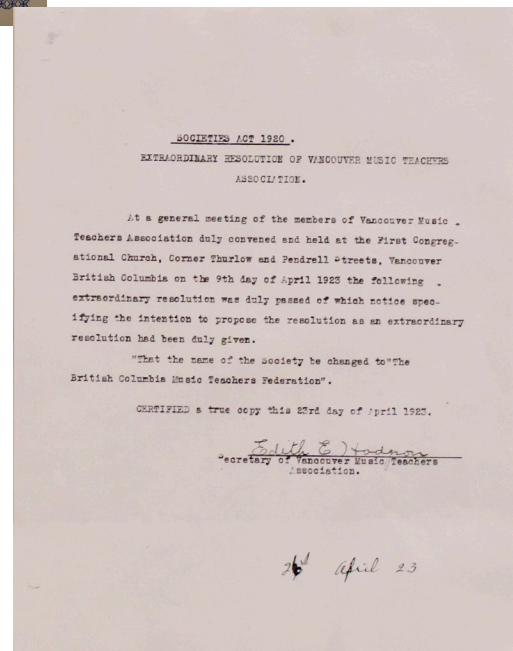 SOCIETIES ACT 1920 .
EXTRAORDINARY RESOLUTION OF VANCOUVER MUSIC TEACHERS
ASSOCIATION.
At a general meeting of the members of Vancouver Music .
Teachers Association duly convened and held at the First Congreg-
ational Church, Corner Thurlow and Pendrell Streets, Vancouver
British Columbia on the 9th day of April 1923 the following .
extraordinary resolution was duly passed of which notice spec-
ifying the intention to propose the resolution as an extraordinary
resolution had been duly given.
"That the name of the Society be changed to"The
British Columbia Music Teachers Federation".
CERTIFIED a true copy this 23rd day of April 1923.
Edith E Hodgson
Secretary of Vancouver Music Teachers
Association.
April 23